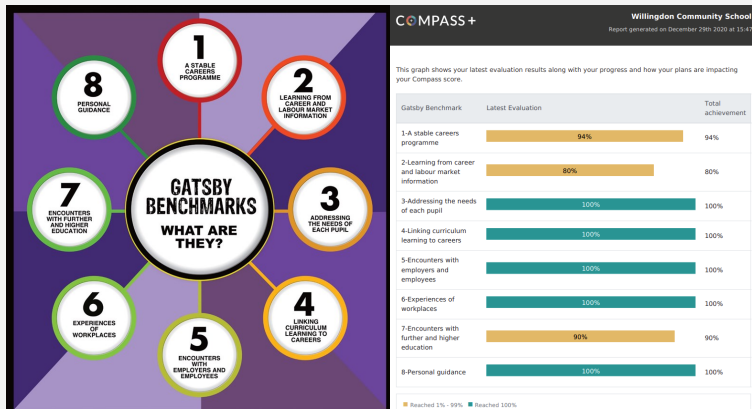 1
A STABLE
CAREERS
PROGRAMME
2
LEARNING FROM
CAREER AND
LABOUR MARKET
INFORMATION
3
ADDRESSING
THE NEEDS OF
EACH PUPIL
4
LINKING
CURRICULUM
LEARNING TO
CAREERS
5
ENCOUNTERS
WITH
EMPLOYERS AND
EMPLOYEES
6
EXPERIENCES
OF
WORKPLACES
7
ENCOUNTERS
WITH FURTHER
AND HIGHER
EDUCATION
8
PERSONAL
GUIDANCE
GATSBY
BENCHMARKS
WHAT ARE
THEY?
COMPASS+
Willingdon Community School
Report generated on December 29th 2020 at 15:47
This graph shows your latest evaluation results along with your progress and how your plans are impacting
your Compass score.
Gatsby Benchmark Latest Evaluation Total
achievement
1-A stable careers
programme
94% 94%
2-Learning from career
and labour market
information
80% 80%
3-Addressing the needs
of each pupil
100% 100%
4-Linking curriculum
learning to careers
100% 100%
5-Encounters with
employers and
employees
100% 100%
6-Experiences of
workplaces
100% 100%
7-Encounters with
further and higher
education
90% 90%
8-Personal guidance 100% 100%
Reached 1% - 99% Reached 100%